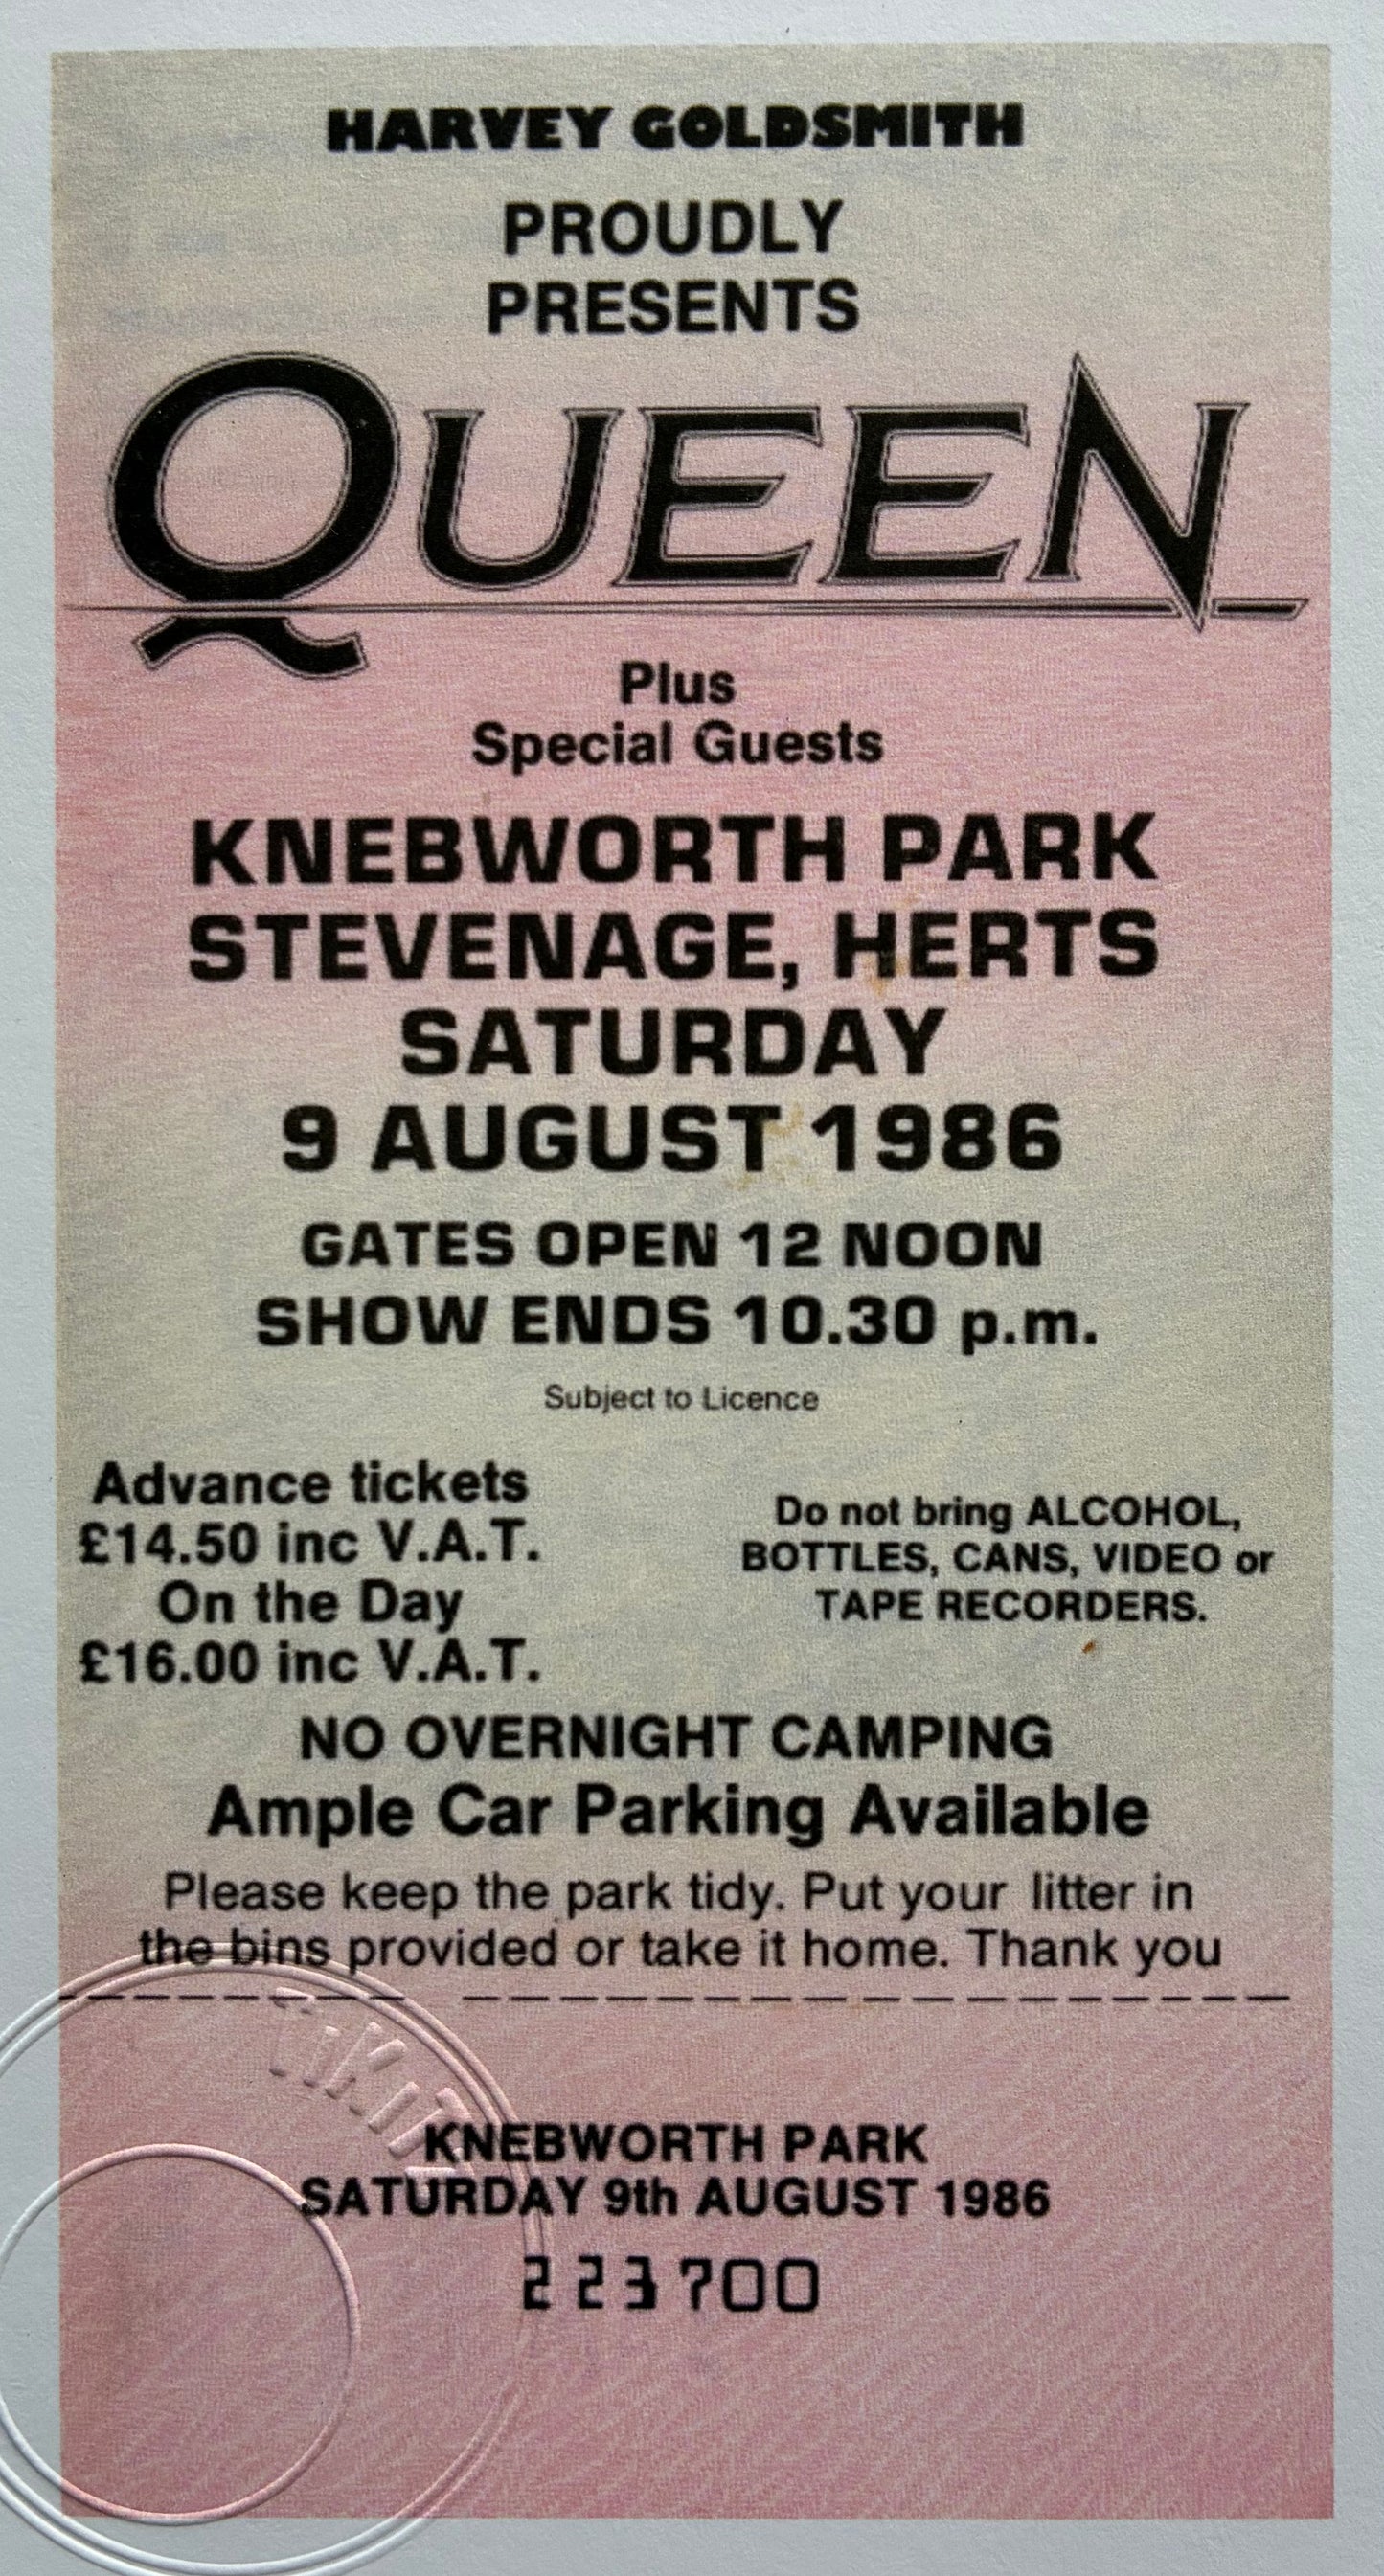 HARVEY GOLDSMITH
PROUDLY
PRESENTS
QUEEN
Plus
Special Guests
KNEBWORTH PARK
STEVENAGE, HERTS
SATURDAY
9 AUGUST 1986
GATES OPEN 12 NOON
SHOW ENDS 10.30 p.m.
Subject to Licence
Advance tickets
£14.50 inc V.A.T.
On the Day
£16.00 inc V.A.T.
Do not bring ALCOHOL,
BOTTLES, CANS, VIDEO or
TAPE RECORDERS.
NO OVERNIGHT CAMPING
Ample Car Parking Available
Please keep the park tidy. Put your litter in
the bins provided or take it home. Thank you
KNEBWORTH PARK
SATURDAY 9th AUGUST 1986
223700